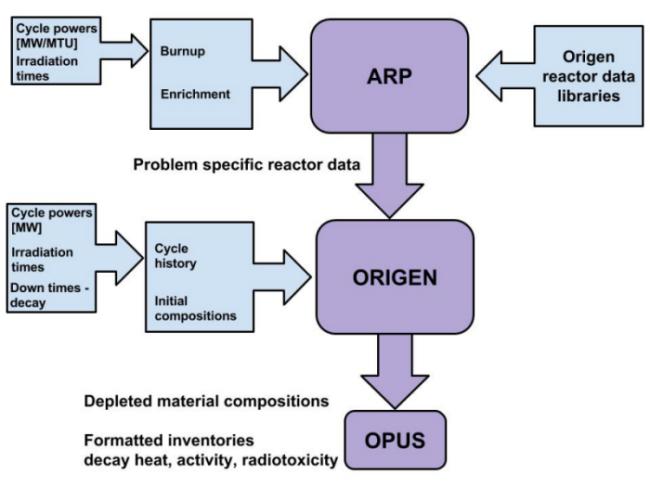 Cycle powers
[MW/MTU]
Irradiation
times
Burnup
Enrichment
ARP
Origen
reactor data
libraries
Problem specific reactor data
Cycle powers
[MW]
Irradiation
times
Down times -
decay
Cycle
history
Initial
compositions
ORIGEN
Depleted material compositions
Formatted inventories
decay heat, activity, radiotoxicity
OPUS